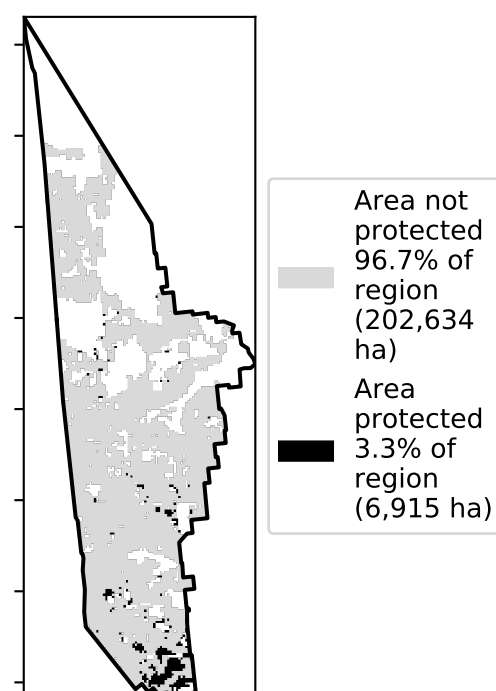 Area not
protected
96.7% of
region
(202,634
ha)
Area
protected
3.3% of
region
(6,915 ha)